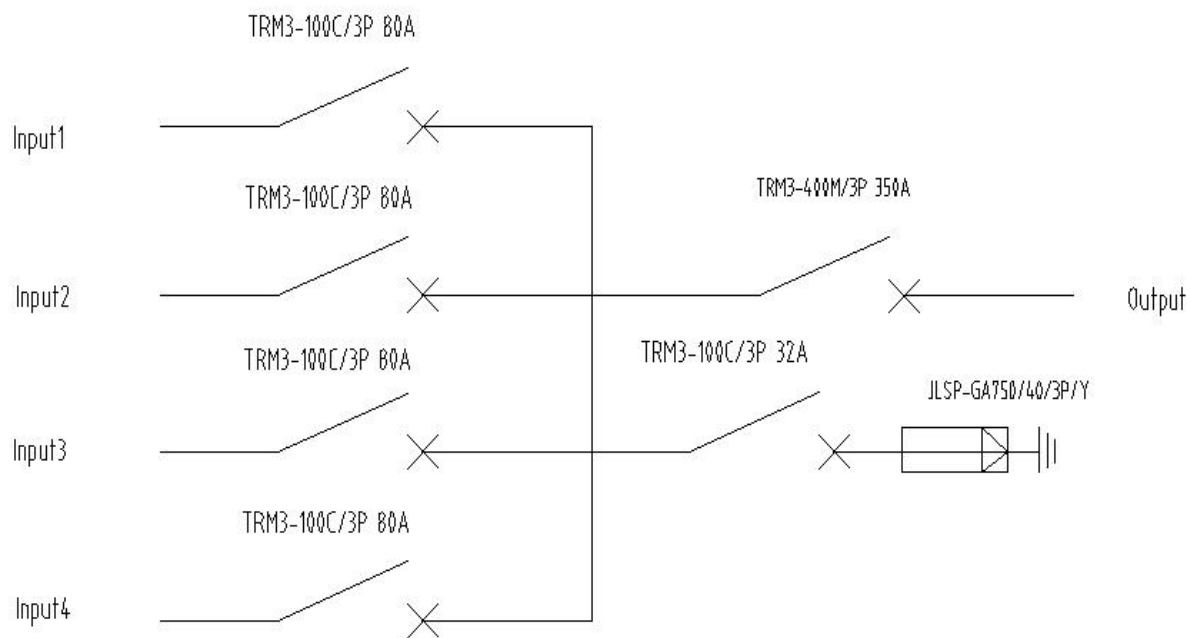 TRM3-100C/3P 80A
Input1
TRM3-100C/3P 80A
TRM3-400M/3P 350A
Input2
Output
TRM3-100C/3P 80A
TRM3-100C/3P 32A
JLSP-GA750/40/3P/Y
Input3
TRM3-100C/3P 80A
Input4